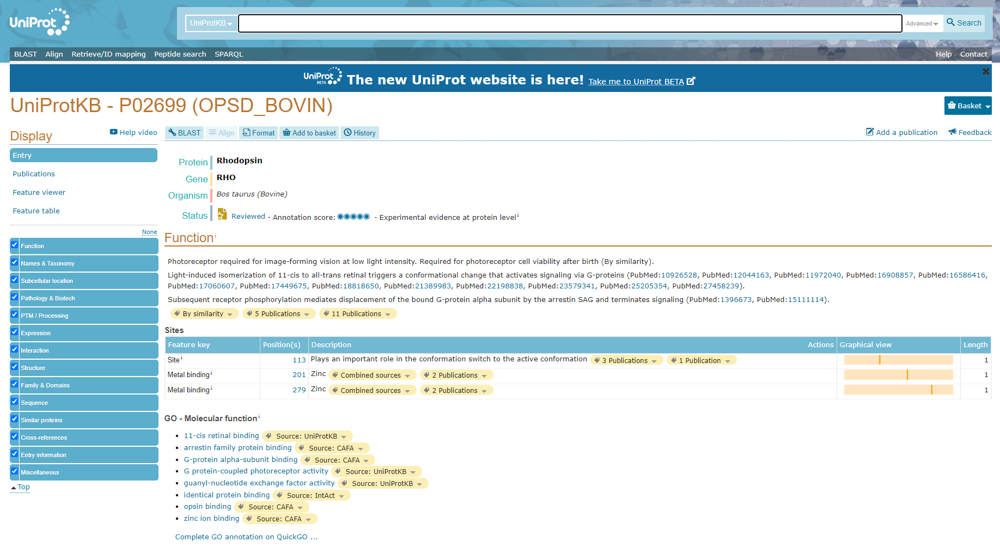 UniProt
UniProtKB
Advanced
Search
BLAST Align Retrieve/ID mapping Peptide search SPARQL Help Contact
UniProt BETA The new UniProt website is here! Take me to UniProt BETA
UniProtKB - P02699 (OPSD_BOVIN)
Basket
Display
Help video
Entry
Publications
Feature viewer
Feature table
None
Function
Names & Taxonomy
Subcellular location
Pathology & Biotech
PTM / Processing
Expression
Interaction
Structure
Family & Domains
Sequence
Similar proteins
Cross-references
Entry information
Miscellaneous
Top
BLAST Align Format Add to basket History Add a publication Feedback
Protein Rhodopsin
Gene RHO
Organism Bos taurus (Bovine)
Status Reviewed - Annotation score: - Experimental evidence at protein level i
Function i
Photoreceptor required for image-forming vision at low light intensity. Required for photoreceptor cell viability after birth (By similarity).
Light-induced isomerization of 11-cis to all-trans retinal triggers a conformational change that activates signaling via G-proteins (PubMed:10926528, PubMed:12044163, PubMed:11972040, PubMed:16908857, PubMed:16586416,
PubMed:17060607, PubMed:17449675, PubMed:18818650, PubMed:21389983, PubMed:22198838, PubMed:23579341, PubMed:25205354, PubMed:27458239).
Subsequent receptor phosphorylation mediates displacement of the bound G-protein alpha subunit by the arrestin SAG and terminates signaling (PubMed:1396673, PubMed:15111114).
By similarity 5 Publications 11 Publications
Sites
Feature key Position(s) Description Actions Graphical view Length
Site i 113 Plays an important role in the conformation switch to the active conformation 3 Publications 1 Publication 1
Metal binding i 201 Zinc Combined sources 2 Publications 1
Metal binding i 279 Zinc Combined sources 2 Publications 1
GO - Molecular function i
11-cis retinal binding Source: UniProtKB
arrestin family protein binding Source: CAFA
G-protein alpha-subunit binding Source: CAFA
G protein-coupled photoreceptor activity Source: UniProtKB
guanyl-nucleotide exchange factor activity Source: UniProtKB
identical protein binding Source: IntAct
opsin binding Source: CAFA
zinc ion binding Source: CAFA
Complete GO annotation on QuickGO ...